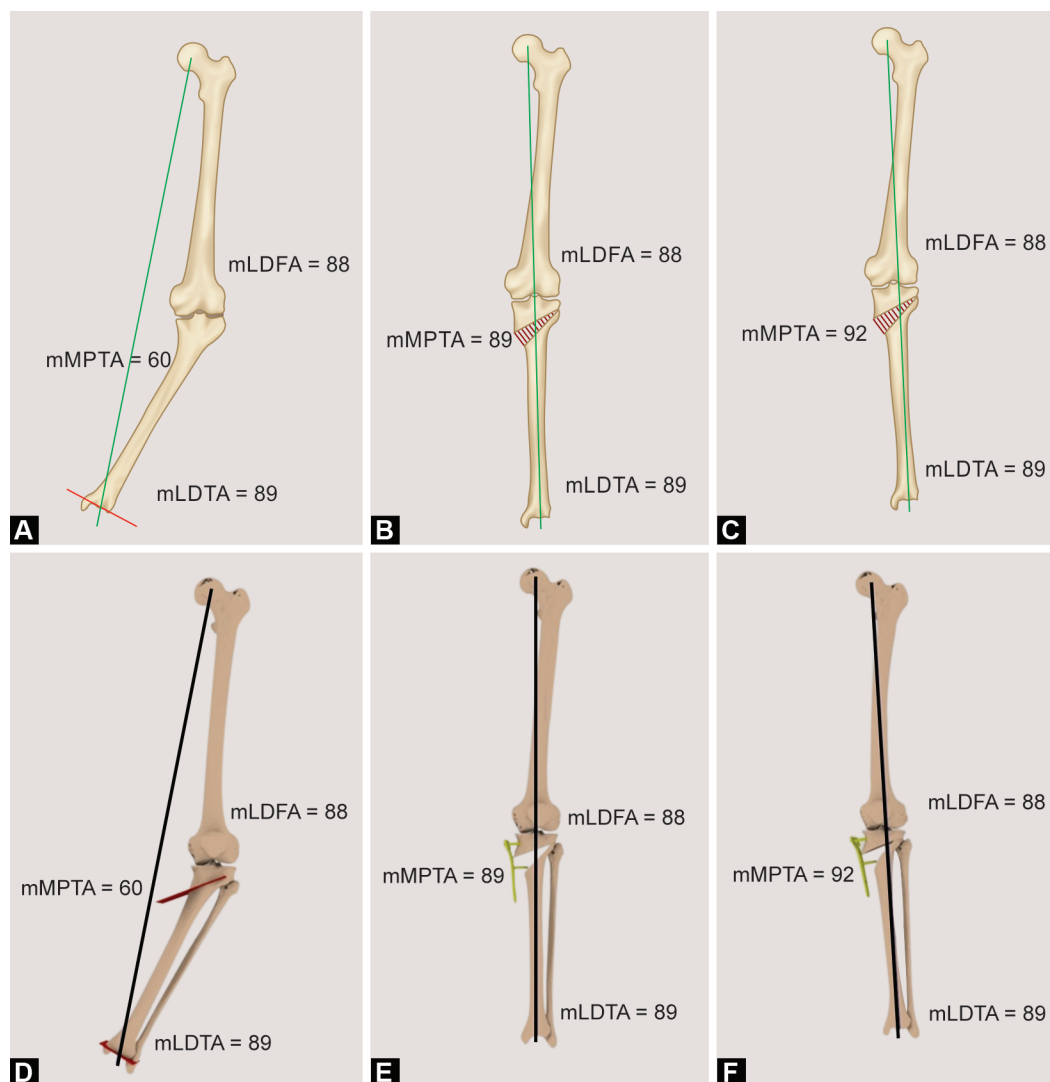 mLDFA = 88
mMPTA = 60
mLDTA = 89
A
mLDFA = 88
mMPTA = 89
mLDTA = 89
B
mLDFA = 88
mMPTA = 92
mLDTA = 89
C
mLDFA = 88
mMPTA = 60
mLDTA = 89
D
mLDFA = 88
mMPTA = 89
mLDTA = 89
E
mLDFA = 88
mMPTA = 92
mLDTA = 89
F